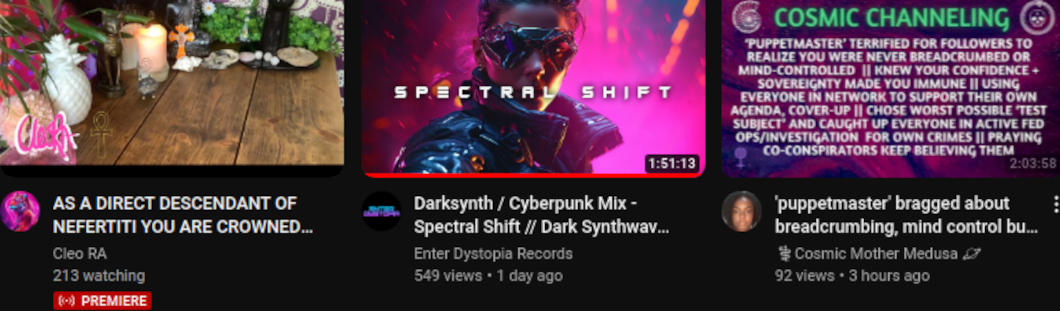 Cleo RA
AS A DIRECT DESCENDANT OF
NEFERTITI YOU ARE CROWNED...
Cleo RA
213 watching
PREMIERE
SPECTRAL SHIFT
1:51:13
Darksynth / Cyberpunk Mix -
Spectral Shift // Dark Synthwav...
Enter Dystopia Records
549 views • 1 day ago
COSMIC CHANNELING
'PUPPETMASTER' TERRIFIED FOR FOLLOWERS TO
REALIZE YOU WERE NEVER BREADCRUMBED OR
MIND-CONTROLLED || KNEW YOUR CONFIDENCE +
SOVEREIGNTY MADE YOU IMMUNE || USING
EVERYONE IN NETWORK TO SUPPORT THEIR OWN
AGENDA, COVER-UP || CHOSE WORST POSSIBLE 'TEST
SUBJECT' AND CAUGHT UP EVERYONE IN ACTIVE FED
OPS/INVESTIGATION FOR OWN CRIMES || PRAYING
CO-CONSPIRATORS KEEP BELIEVING THEM
2:03:58
'puppetmaster' bragged about
breadcrumbing, mind control bu...
⚕ Cosmic Mother Medusa 🪐
92 views • 3 hours ago